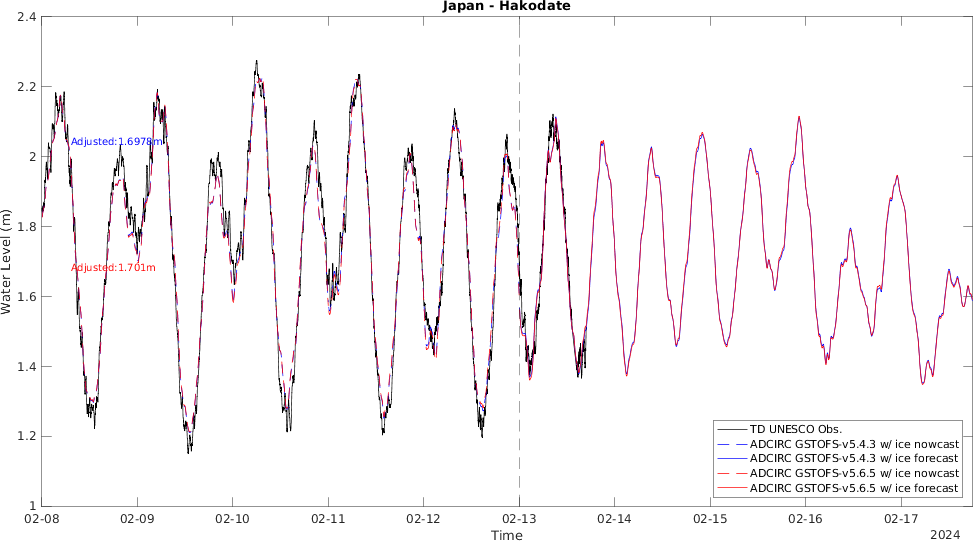 Japan - Hakodate
2.4
2.2
2
1.8
1.6
1.4
1.2
1
Water Level (m)
Adjusted:1.6978m
Adjusted:1.701m
TD UNESCO Obs.
ADCIRC GSTOFS-v5.4.3 w/ ice nowcast
ADCIRC GSTOFS-v5.4.3 w/ ice forecast
ADCIRC GSTOFS-v5.6.5 w/ ice nowcast
ADCIRC GSTOFS-v5.6.5 w/ ice forecast
02-08 02-09 02-10 02-11 02-12 02-13 02-14 02-15 02-16 02-17
Time
2024